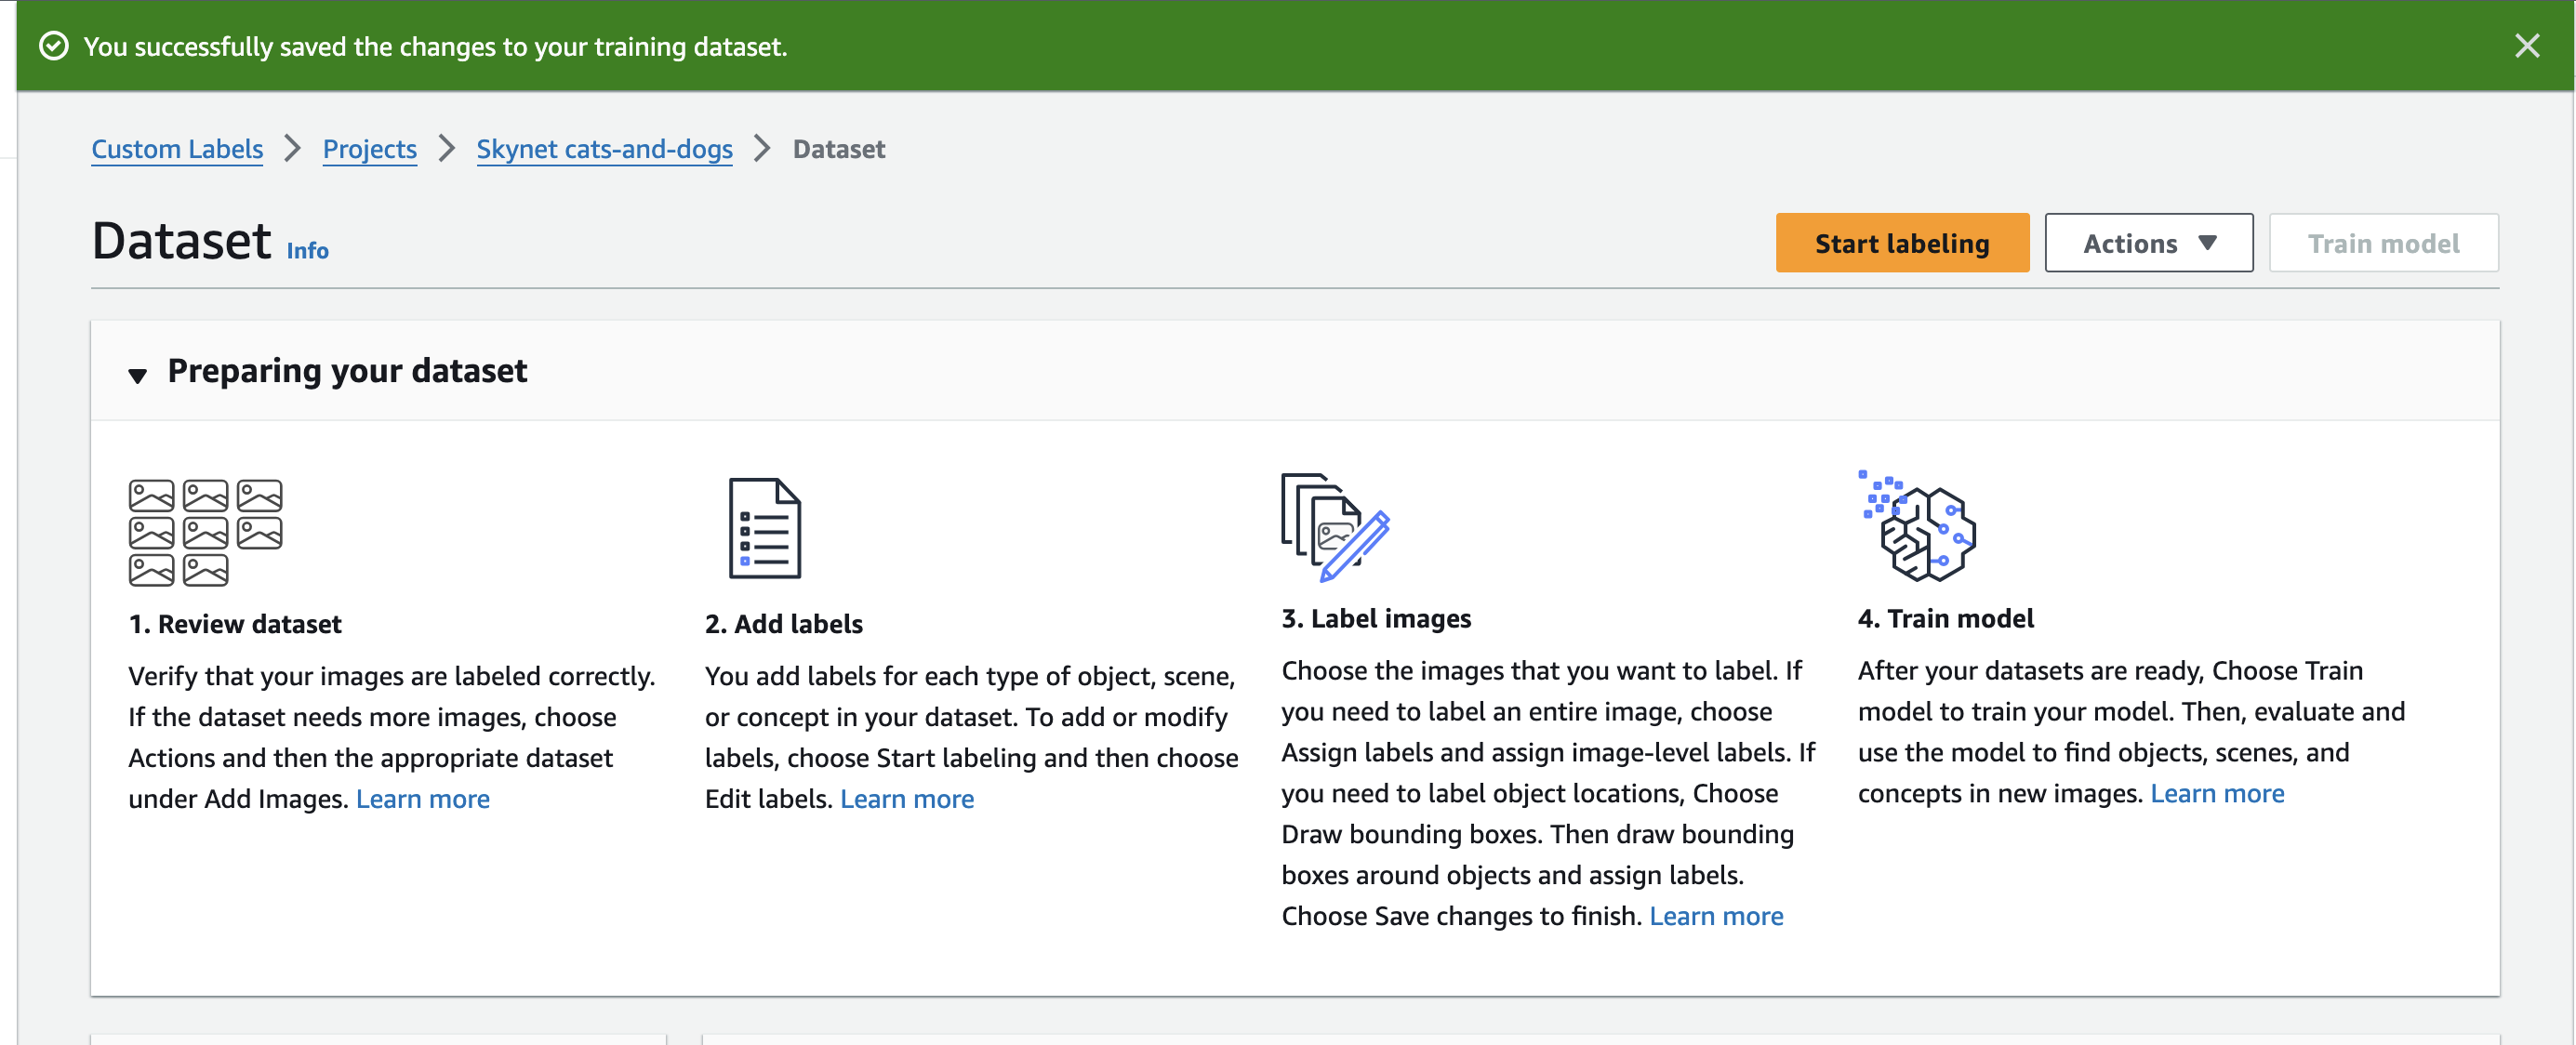 You successfully saved the changes to your training dataset.
Custom Labels > Projects > Skynet cats-and-dogs > Dataset
Dataset Info
Start labeling
Actions
Train model
Preparing your dataset
1. Review dataset
Verify that your images are labeled correctly.
If the dataset needs more images, choose
Actions and then the appropriate dataset
under Add Images. Learn more
2. Add labels
You add labels for each type of object, scene,
or concept in your dataset. To add or modify
labels, choose Start labeling and then choose
Edit labels. Learn more
3. Label images
Choose the images that you want to label. If
you need to label an entire image, choose
Assign labels and assign image-level labels. If
you need to label object locations, Choose
Draw bounding boxes. Then draw bounding
boxes around objects and assign labels.
Choose Save changes to finish. Learn more
4. Train model
After your datasets are ready, Choose Train
model to train your model. Then, evaluate and
use the model to find objects, scenes, and
concepts in new images. Learn more